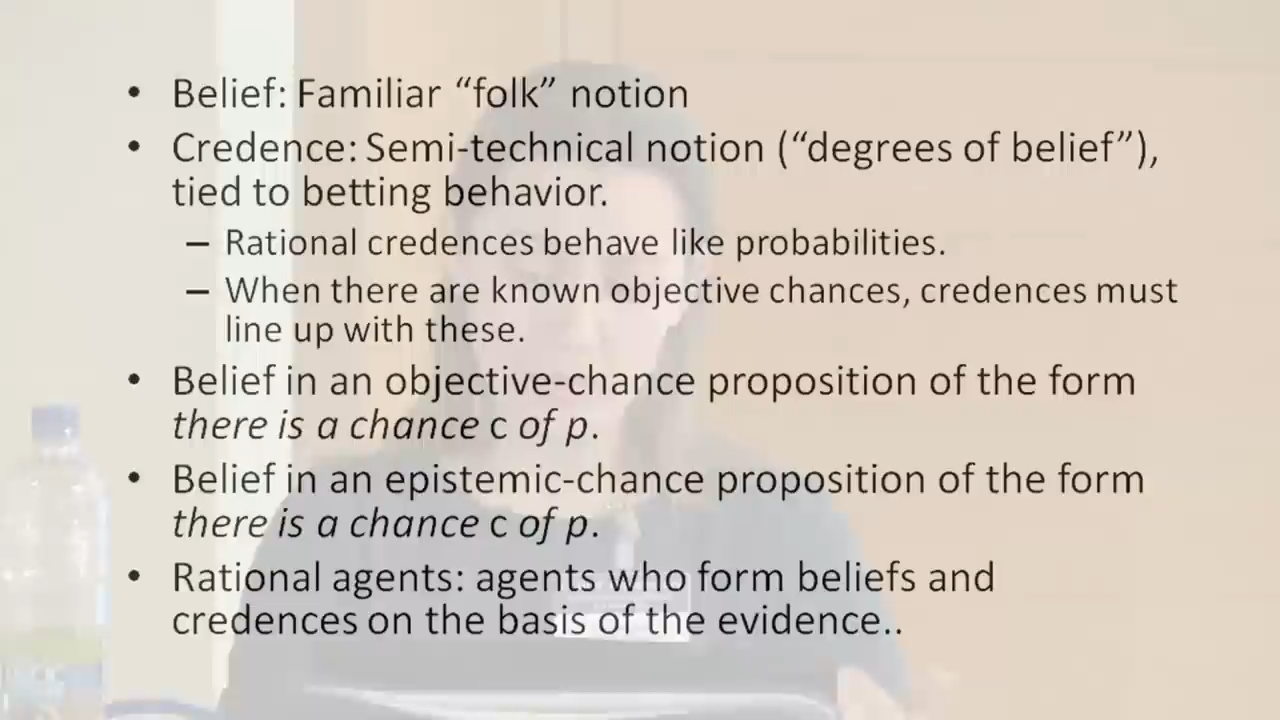 • Belief: Familiar “folk” notion
• Credence: Semi-technical notion (“degrees of belief”),
tied to betting behavior.
– Rational credences behave like probabilities.
– When there are known objective chances, credences must
line up with these.
• Belief in an objective-chance proposition of the form
there is a chance c of p.
• Belief in an epistemic-chance proposition of the form
there is a chance c of p.
• Rational agents: agents who form beliefs and
credences on the basis of the evidence..